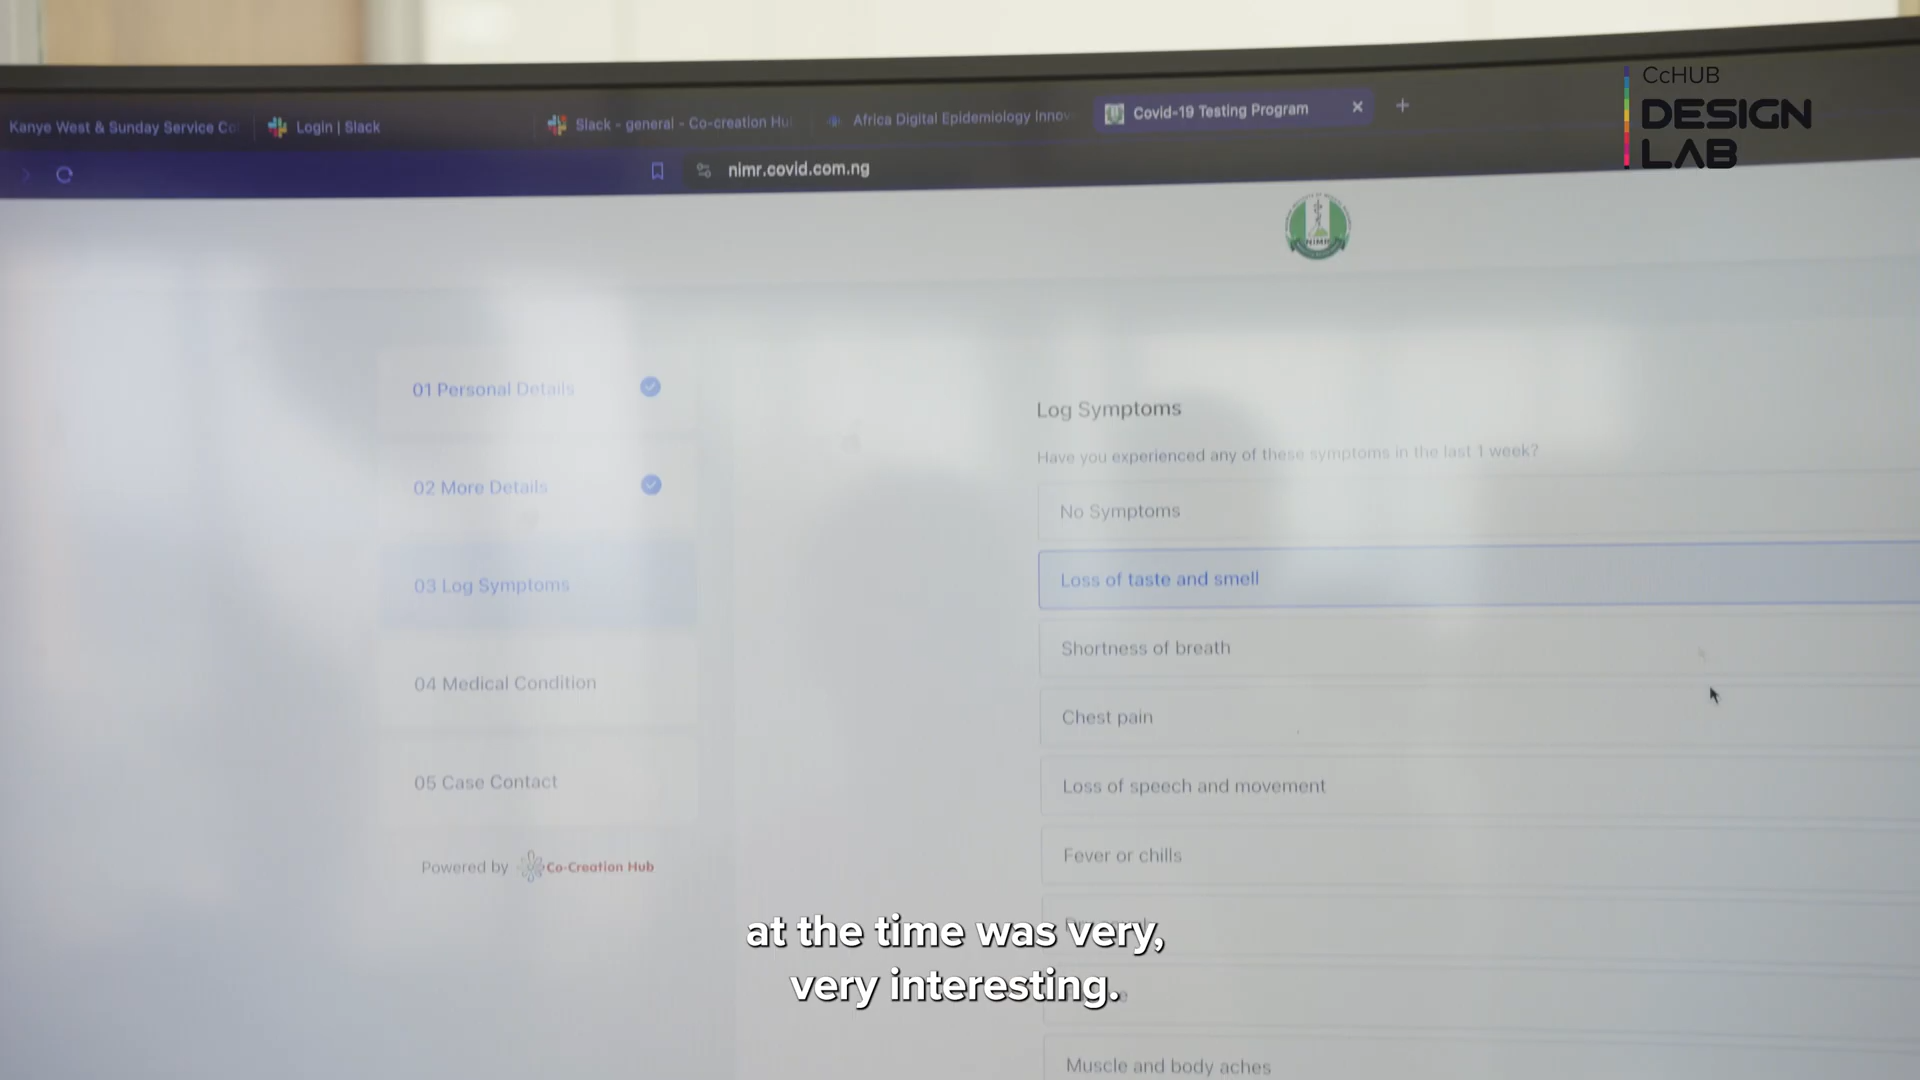 CcHUB
DESIGN
LAB
Kanye West & Sunday Service Co
Login | Slack
Slack - general - Co-creation Hu
Africa Digital Epidemiology Innov
Covid-19 Testing Program
nimr.covid.com.ng
NIMR
01 Personal Details
02 More Details
03 Log Symptoms
04 Medical Condition
05 Case Contact
Powered by Co-Creation Hub
Log Symptoms
Have you experienced any of these symptoms in the last 1 week?
No Symptoms
Loss of taste and smell
Shortness of breath
Chest pain
Loss of speech and movement
Fever or chills
Muscle and body aches
at the time was very,
very interesting.